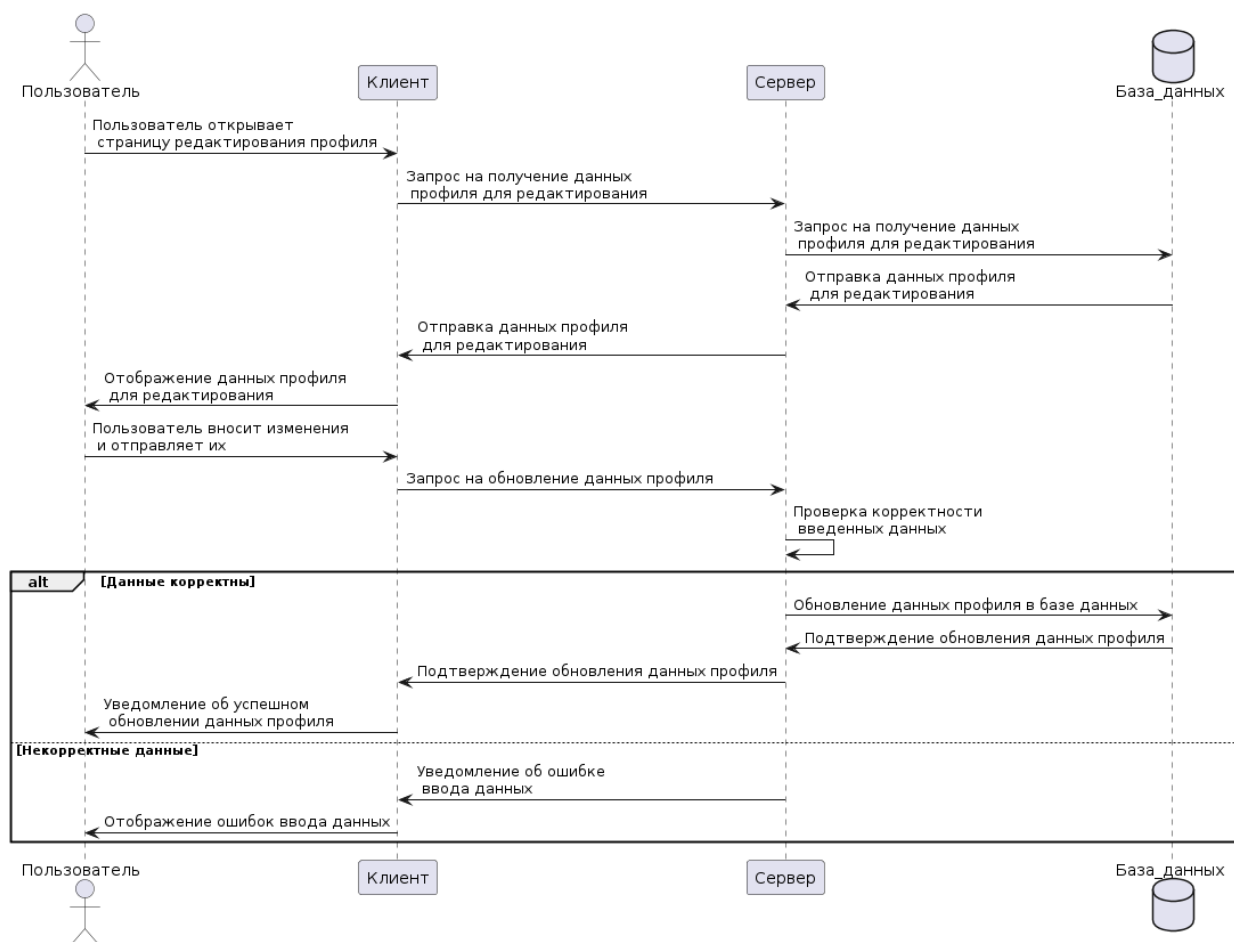 Пользователь
Клиент
Сервер
База_данных
Пользователь открывает
страницу редактирования профиля
Запрос на получение данных
профиля для редактирования
Запрос на получение данных
профиля для редактирования
Отправка данных профиля
для редактирования
Отправка данных профиля
для редактирования
Отображение данных профиля
для редактирования
Пользователь вносит изменения
и отправляет их
Запрос на обновление данных профиля
Проверка корректности
введенных данных
alt [Данные корректны]
Обновление данных профиля в базе данных
Подтверждение обновления данных профиля
Подтверждение обновления данных профиля
Уведомление об успешном
обновлении данных профиля
[Некорректные данные]
Уведомление об ошибке
ввода данных
Отображение ошибок ввода данных
Пользователь
Клиент
Сервер
База_данных